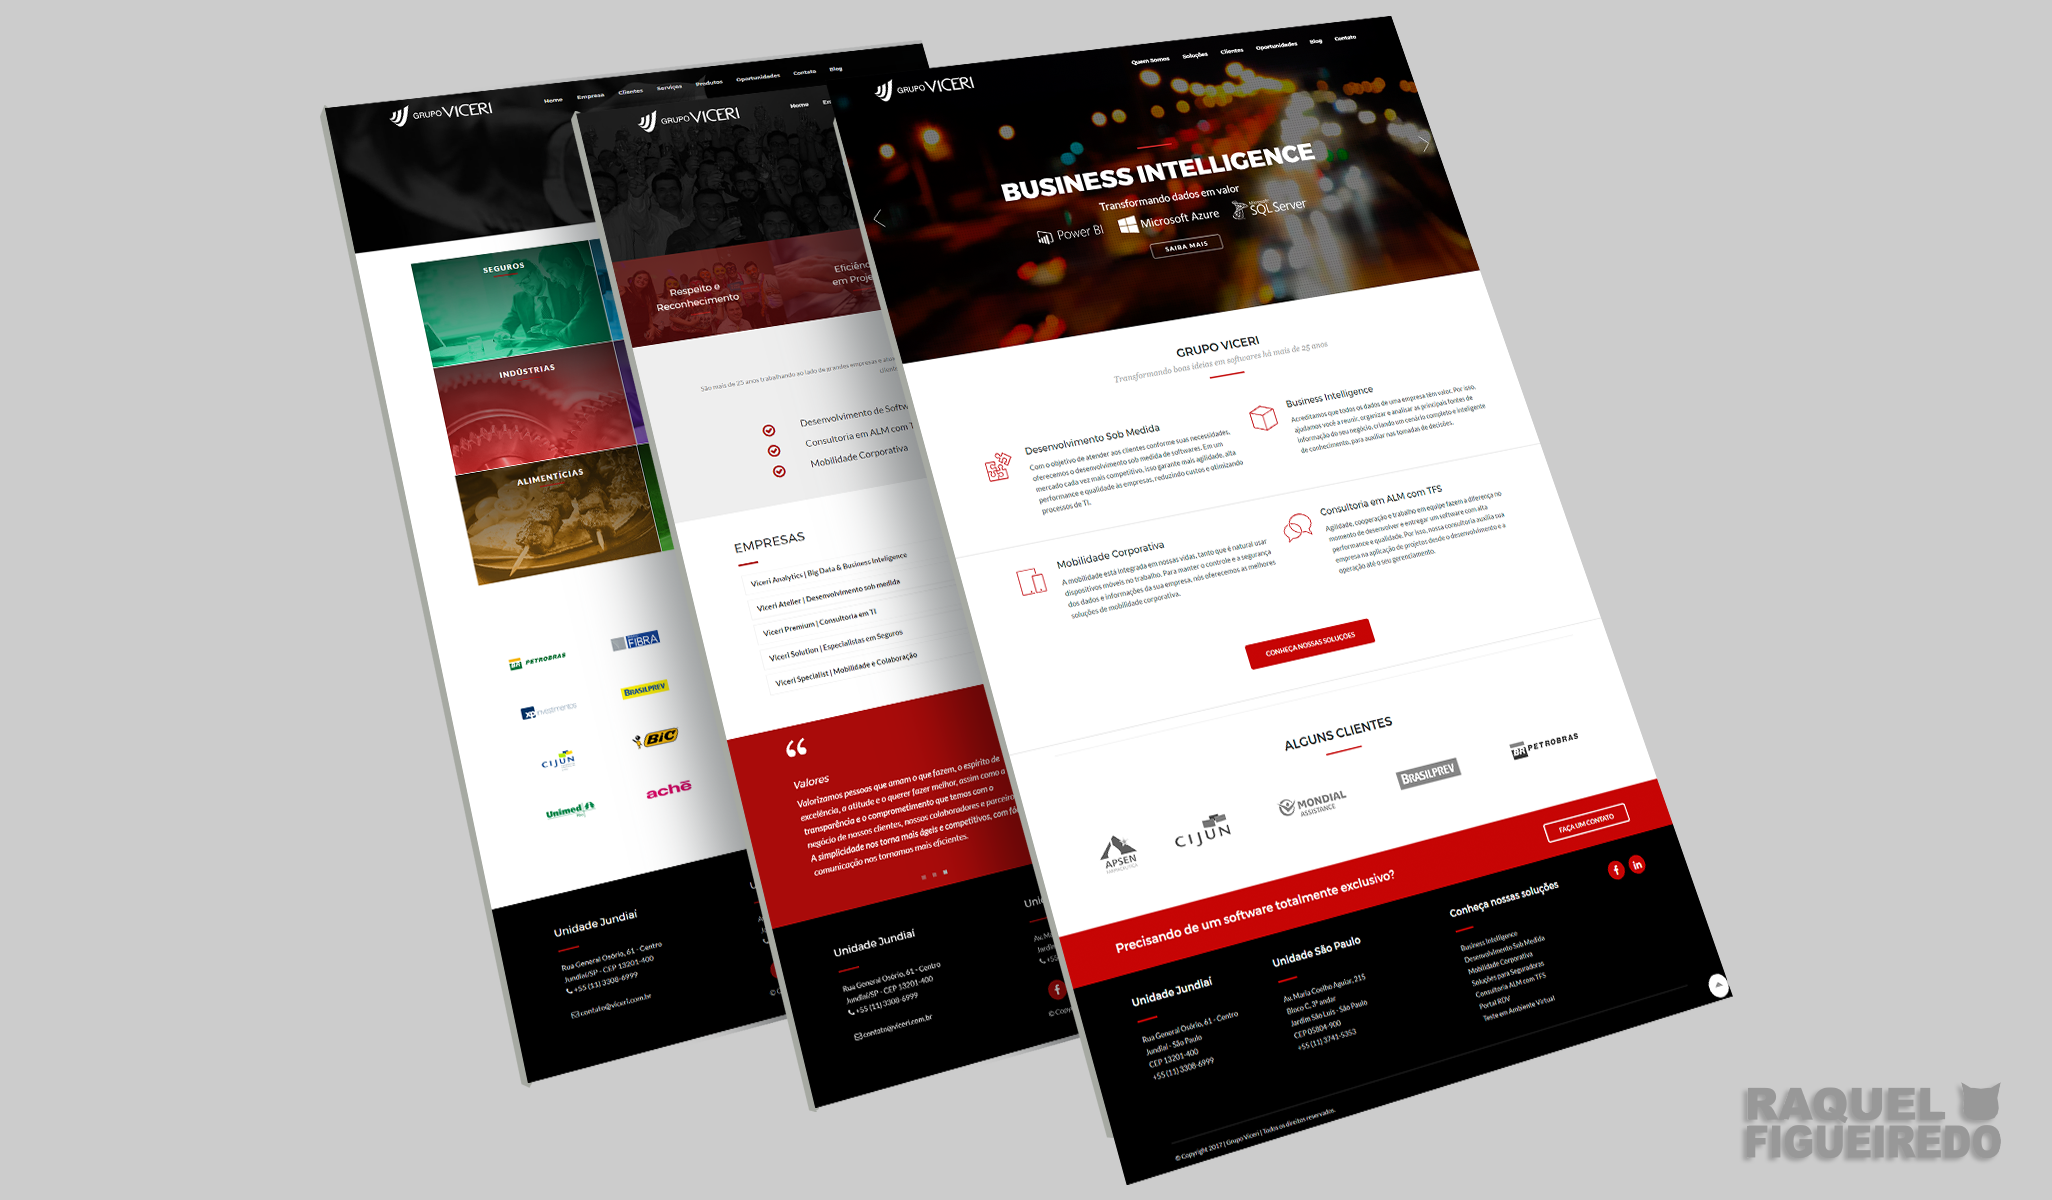 GRUPO VICERI
Home
Empresa
Clientes
Serviços
Produtos
Oportunidades
Contato
Blog
SEGUROS
INDÚSTRIAS
ALIMENTÍCIAS
BR PETROBRAS
FIBRA
xp investimentos
BRASILPREV
CIJUN
BIC
Unimed
aché
Unidade Jundiaí
Rua General Osório, 61 - Centro
Jundiaí/SP - CEP 13201-400
+55 (11) 3308-6999
contato@viceri.com.br
GRUPO VICERI
Home
Respeito e
Reconhecimento
São mais de 25 anos trabalhando ao lado de grandes empresas e
Desenvolvimento de
Consultoria em ALM com
Mobilidade Corporativa
EMPRESAS
Viceri Analytics | Big Data & Business Inteligence
Viceri Atelier | Desenvolvimento sob medida
Viceri Premium | Consultoria em TI
Viceri Solution | Especialistas em Seguros
Viceri Specialist | Mobilidade e Colaboração
“
Valores
Valorizamos pessoas que amam o que fazem, o espírito de
excelência, a atitude e o querer fazer melhor, assim como a
transparência e o comprometimento que temos com o
negócio de nossos clientes, nossos colaboradores e
A simplicidade nos torna mais ágeis e competitivos, com
comunicação nos tornamos mais eficientes.
Unidade Jundiaí
Rua General Osório, 61 - Centro
Jundiaí/SP - CEP 13201-400
+55 (11) 3308-6999
contato@viceri.com.br
GRUPO VICERI
Quem Somos
Soluções
Clientes
Oportunidades
Blog
Contato
BUSINESS INTELLIGENCE
Transformando dados em valor
Power BI
Microsoft Azure
Microsoft SQL Server
SAIBA MAIS
GRUPO VICERI
Transformando boas ideias em softwares há mais de 25 anos
Desenvolvimento Sob Medida
Com o objetivo de atender aos clientes conforme suas necessidades,
oferecemos o desenvolvimento sob medida de softwares. Em um
mercado cada vez mais competitivo, isso garante mais agilidade, alta
performance e qualidade às empresas, reduzindo custos e otimizando
processos de TI.
Business Intelligence
Acreditamos que todos os dados de uma empresa têm valor. Por isso,
ajudamos você a reunir, organizar e analisar as principais fontes de
informação do seu negócio, criando um cenário completo e inteligente
de conhecimento, para auxiliar nas tomadas de decisões.
Mobilidade Corporativa
A mobilidade está integrada em nossas vidas, tanto que é natural usar
dispositivos móveis no trabalho. Para manter o controle e a segurança
dos dados e informações da sua empresa, nós oferecemos as melhores
soluções de mobilidade corporativa.
Consultoria em ALM com TFS
Agilidade, cooperação e trabalho em equipe fazem a diferença no
momento de desenvolver e entregar um software com alta
performance e qualidade. Por isso, nossa consultoria auxilia sua
empresa na aplicação de projetos desde o desenvolvimento e a
operação até o seu gerenciamento.
CONHEÇA NOSSAS SOLUÇÕES
ALGUNS CLIENTES
APSEN
FARMACÊUTICA
CIJUN
MONDIAL
ASSISTANCE
BRASILPREV
BR PETROBRAS
Precisando de um software totalmente exclusivo?
FAÇA UM CONTATO
Unidade Jundiaí
Rua General Osório, 61 - Centro
Jundiaí - São Paulo
CEP 13201-400
+55 (11) 3308-6999
Unidade São Paulo
Av. Maria Coelho Aguiar, 215
Bloco C, 3º andar
Jardim São Luís - São Paulo
CEP 05804-900
+55 (11) 3741-5353
Conheça nossas soluções
Business Intelligence
Desenvolvimento Sob Medida
Mobilidade Corporativa
Soluções para Seguradoras
Consultoria ALM com TFS
Portal RDV
Teste em Ambiente Virtual
© Copyright 2017 | Grupo Viceri | Todos os direitos reservados.
RAQUEL
FIGUEIREDO